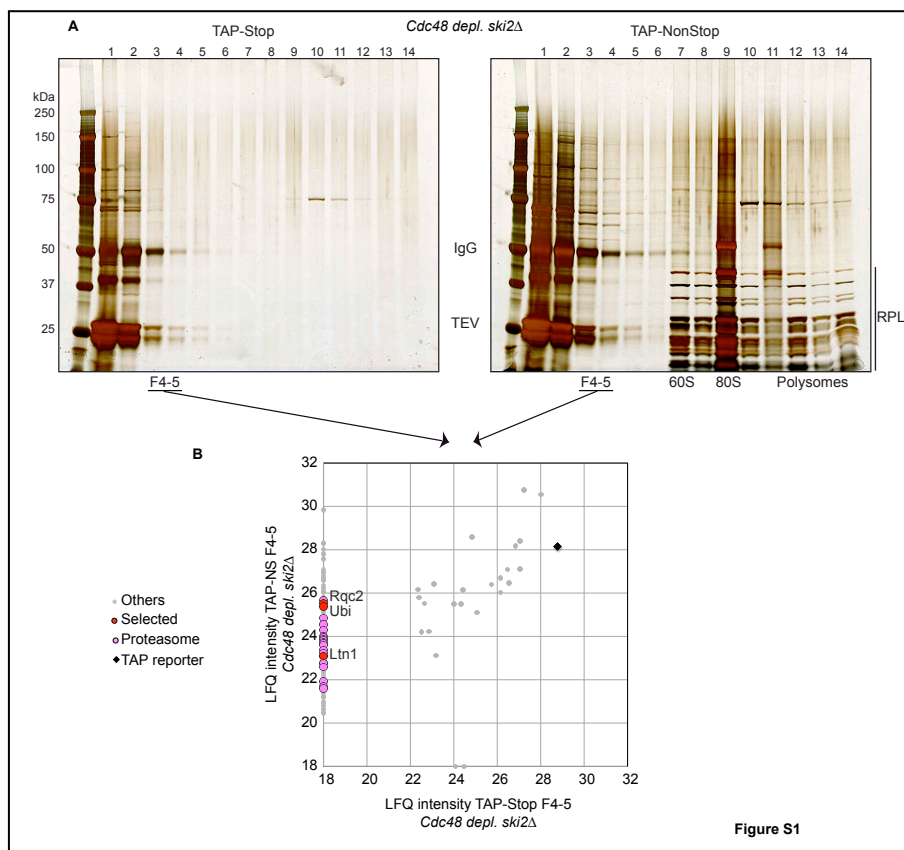 A
TAP-Stop
Cdc48 depl. ski2Δ
TAP-NonStop
1 2 3 4 5 6 7 8 9 10 11 12 13 14
1 2 3 4 5 6 7 8 9 10 11 12 13 14
kDa
250
150
100
75
50
37
25
IgG
TEV
RPL
F4-5
F4-5
60S
80S
Polysomes
B
32
30
28
26
24
22
20
18
LFQ intensity TAP-NS F4-5
Cdc48 depl. ski2Δ
Rqc2
Ubi
Ltn1
Others
Selected
Proteasome
TAP reporter
18 20 22 24 26 28 30 32
LFQ intensity TAP-Stop F4-5
Cdc48 depl. ski2Δ
Figure S1